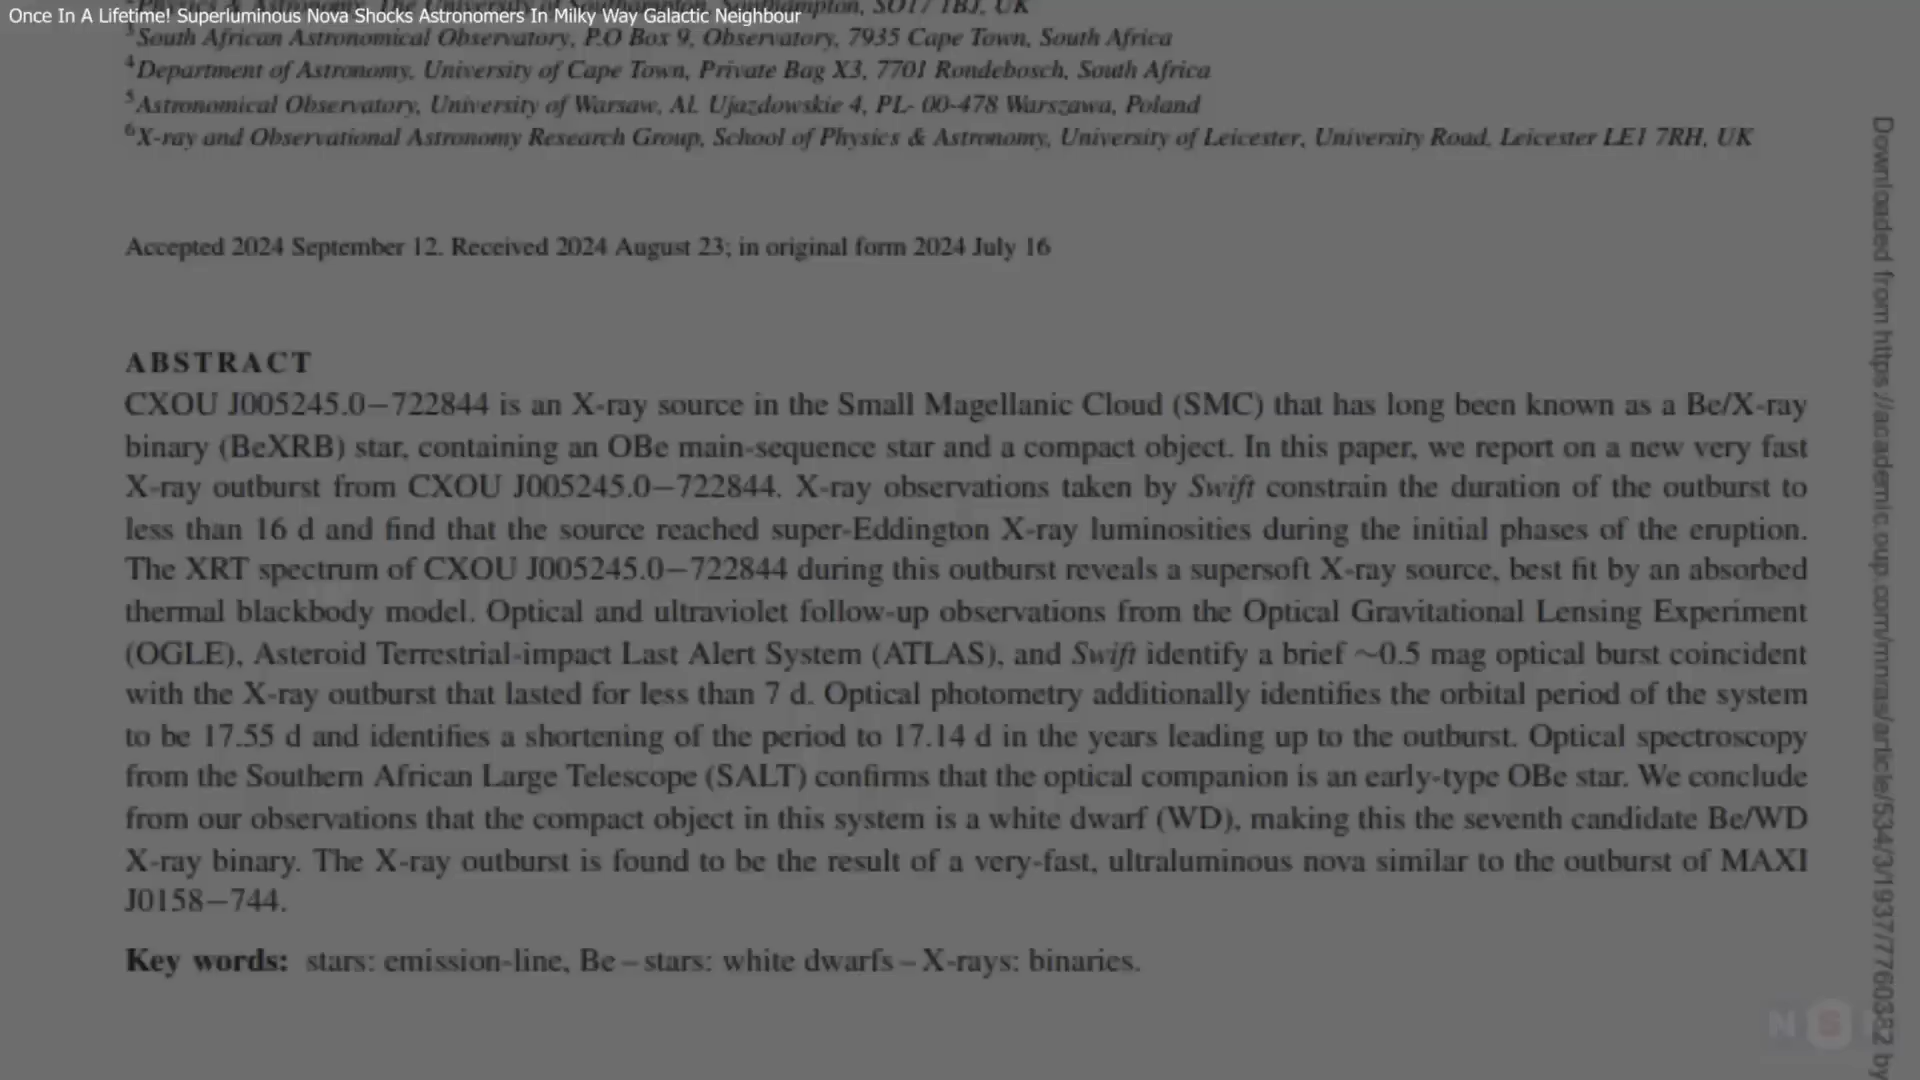 Once In A Lifetime! Superluminous Nova Shocks Astronomers In Milky Way Galactic Neighbour
SO17 1BJ, UK
3South African Astronomical Observatory, P.O Box 9, Observatory, 7935 Cape Town, South Africa
4Department of Astronomy, University of Cape Town, Private Bag X3, 7701 Rondebosch, South Africa
5Astronomical Observatory, University of Warsaw, Al. Ujazdowskie 4, PL- 00-478 Warszawa, Poland
6X-ray and Observational Astronomy Research Group, School of Physics & Astronomy, University of Leicester, University Road, Leicester LE1 7RH, UK
Accepted 2024 September 12. Received 2024 August 23; in original form 2024 July 16
ABSTRACT
CXOU J005245.0−722844 is an X-ray source in the Small Magellanic Cloud (SMC) that has long been known as a Be/X-ray
binary (BeXRB) star, containing an OBe main-sequence star and a compact object. In this paper, we report on a new very fast
X-ray outburst from CXOU J005245.0−722844. X-ray observations taken by Swift constrain the duration of the outburst to
less than 16 d and find that the source reached super-Eddington X-ray luminosities during the initial phases of the eruption.
The XRT spectrum of CXOU J005245.0−722844 during this outburst reveals a supersoft X-ray source, best fit by an absorbed
thermal blackbody model. Optical and ultraviolet follow-up observations from the Optical Gravitational Lensing Experiment
(OGLE), Asteroid Terrestrial-impact Last Alert System (ATLAS), and Swift identify a brief ~0.5 mag optical burst coincident
with the X-ray outburst that lasted for less than 7 d. Optical photometry additionally identifies the orbital period of the system
to be 17.55 d and identifies a shortening of the period to 17.14 d in the years leading up to the outburst. Optical spectroscopy
from the Southern African Large Telescope (SALT) confirms that the optical companion is an early-type OBe star. We conclude
from our observations that the compact object in this system is a white dwarf (WD), making this the seventh candidate Be/WD
X-ray binary. The X-ray outburst is found to be the result of a very-fast, ultraluminous nova similar to the outburst of MAXI
J0158−744.
Key words: stars: emission-line, Be – stars: white dwarfs – X-rays: binaries.
Downloaded from https://academic.oup.com/mnras/article/534/3/1937/7760382 by
N S